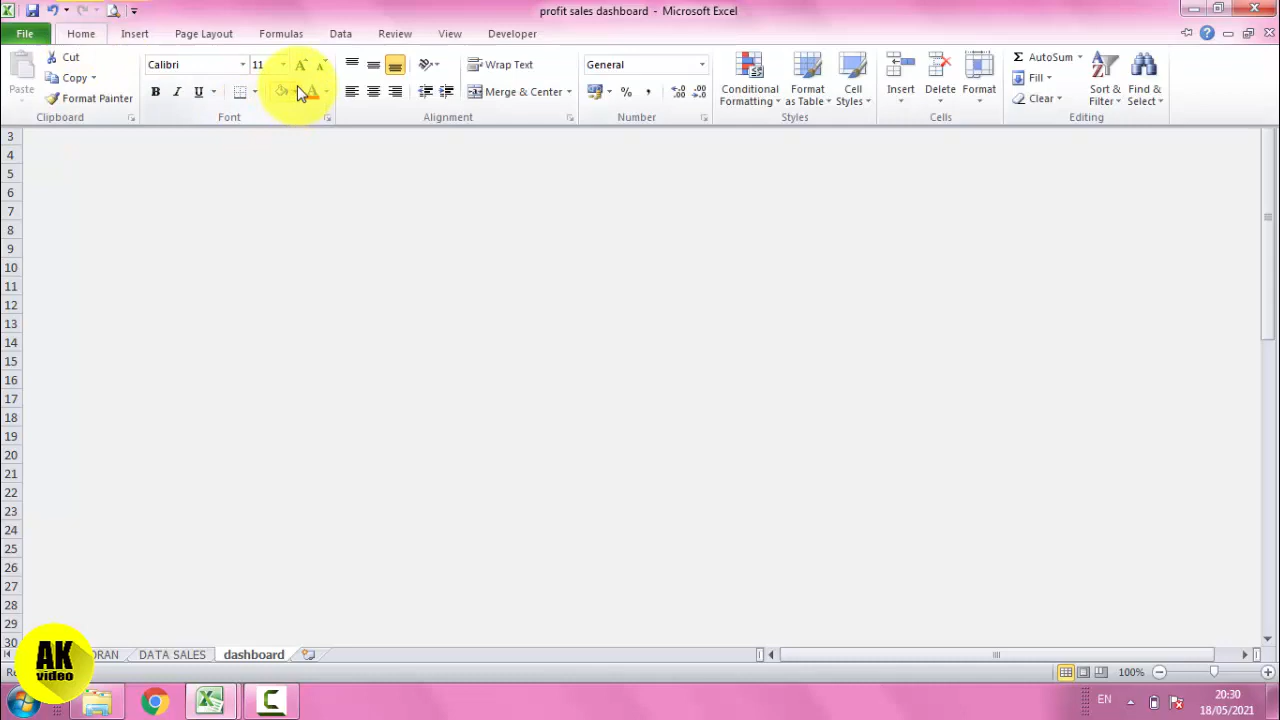 profit sales dashboard - Microsoft Excel
File Home Insert Page Layout Formulas Data Review View Developer
Paste
Cut
Copy
Format Painter
Clipboard
Calibri 11
B I U
Font
Wrap Text
Merge & Center
Alignment
General
%
Number
Conditional Formatting
Format as Table
Cell Styles
Styles
Insert
Delete
Format
Cells
AutoSum
Fill
Clear
Sort & Filter
Find & Select
Editing
3
4
5
6
7
8
9
10
11
12
13
14
15
16
17
18
19
20
21
22
23
24
25
26
27
28
29
30
ORAN DATA SALES dashboard
100%
AK
video
EN
20:30
18/05/2021